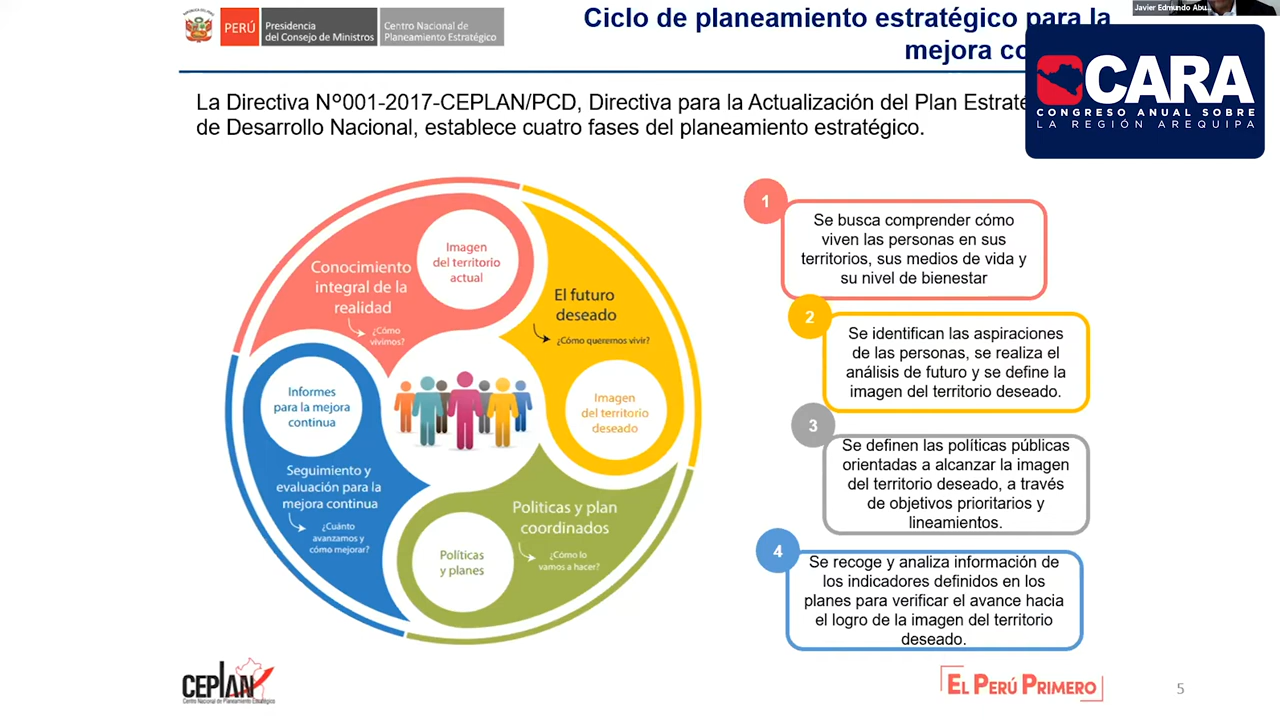 PERÚ
Presidencia
del Consejo de Ministros
Centro Nacional de
Planeamiento Estratégico
Ciclo de planeamiento estratégico para la
mejora
Javier Edmundo Abu...
CARA
CONGRESO ANUAL SOBRE
LA REGIÓN AREQUIPA
La Directiva Nº001-2017-CEPLAN/PCD, Directiva para la Actualización del Plan
de Desarrollo Nacional, establece cuatro fases del planeamiento estratégico.
Conocimiento
integral de la
realidad
¿Cómo
vivimos?
Imagen
del territorio
actual
El futuro
deseado
¿Cómo queremos vivir?
Imagen
del territorio
deseado
Informes
para la mejora
continua
Seguimiento y
evaluación para la
mejora continua
¿Cuánto
avanzamos y
cómo mejorar?
Politicas y plan
coordinados
¿Cómo lo
vamos a hacer?
Políticas
y planes
1
Se busca comprender cómo
viven las personas en sus
territorios, sus medios de vida y
su nivel de bienestar
2
Se identifican las aspiraciones
de las personas, se realiza el
análisis de futuro y se define la
imagen del territorio deseado.
3
Se definen las políticas públicas
orientadas a alcanzar la imagen
del territorio deseado, a través
de objetivos prioritarios y
lineamientos.
4
Se recoge y analiza información de
los indicadores definidos en los
planes para verificar el avance hacia
el logro de la imagen del territorio
deseado.
CEPLAN
Centro Nacional de Planeamiento Estratégico
EL PERÚ PRIMERO
5